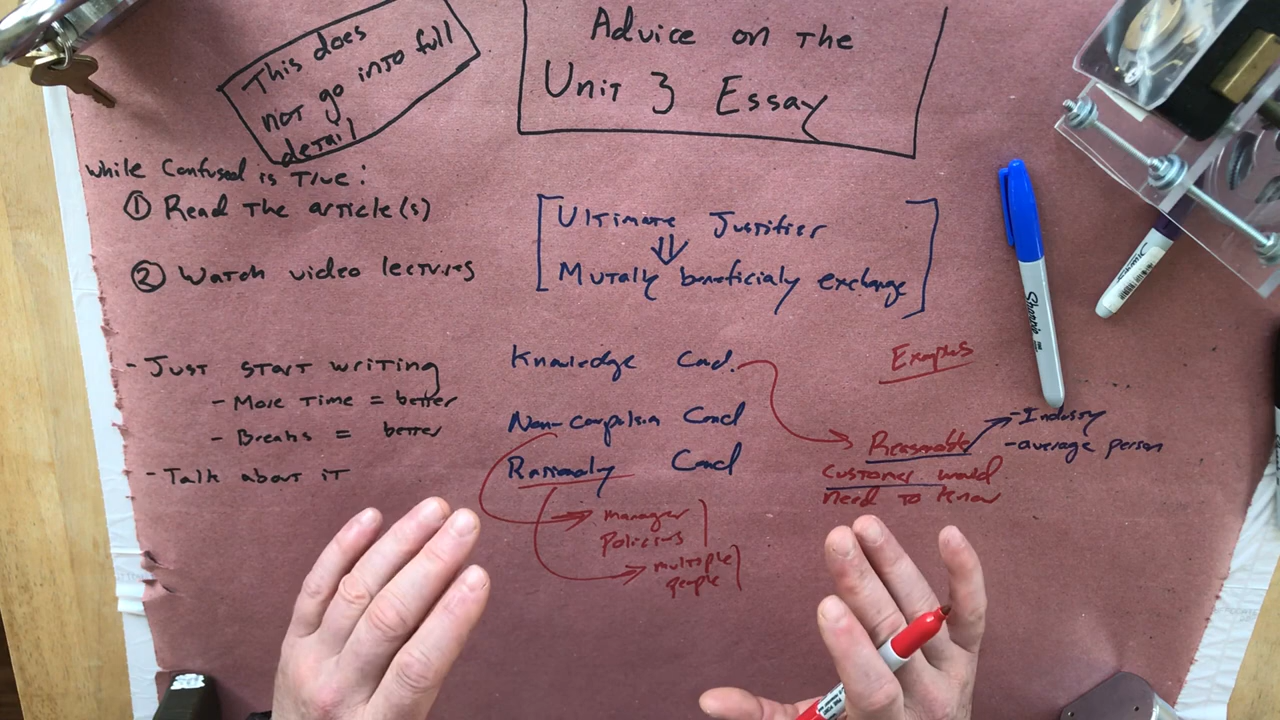 This does
not go into full
detail
Advice on the
Unit 3 Essay
While Confused is True:
① Read the article(s)
② Watch video lectures
- Just start writing
- More Time = better
- Breaks = better
- Talk about it
Ultimate Justifier
⇓
Mutally beneficialy exchange
Knowledge Cond.
Non-compulsion Cond
Rationaly Cond
manager
Policies
multiple
people
Examples
Reasonable
customer would
need to know
- Industry
- average person
Sharpie